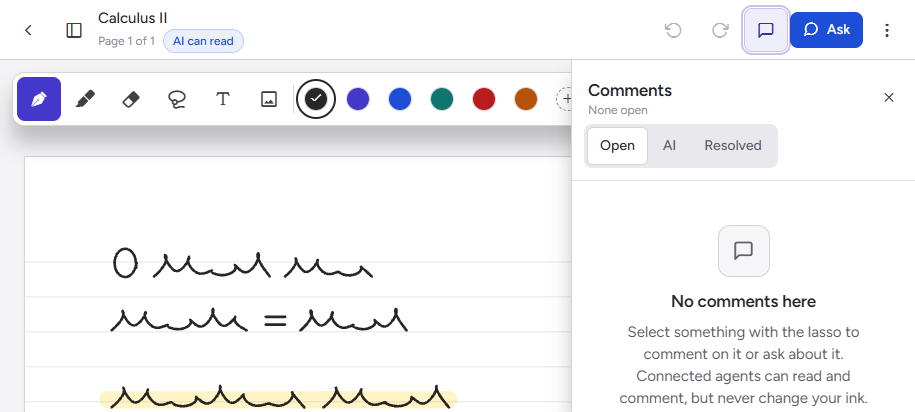 Calculus II
Page 1 of 1 AI can read
Ask
Comments
None open
Open AI Resolved
No comments here
Select something with the lasso to
comment on it or ask about it.
Connected agents can read and
comment, but never change your ink.
T
0
=